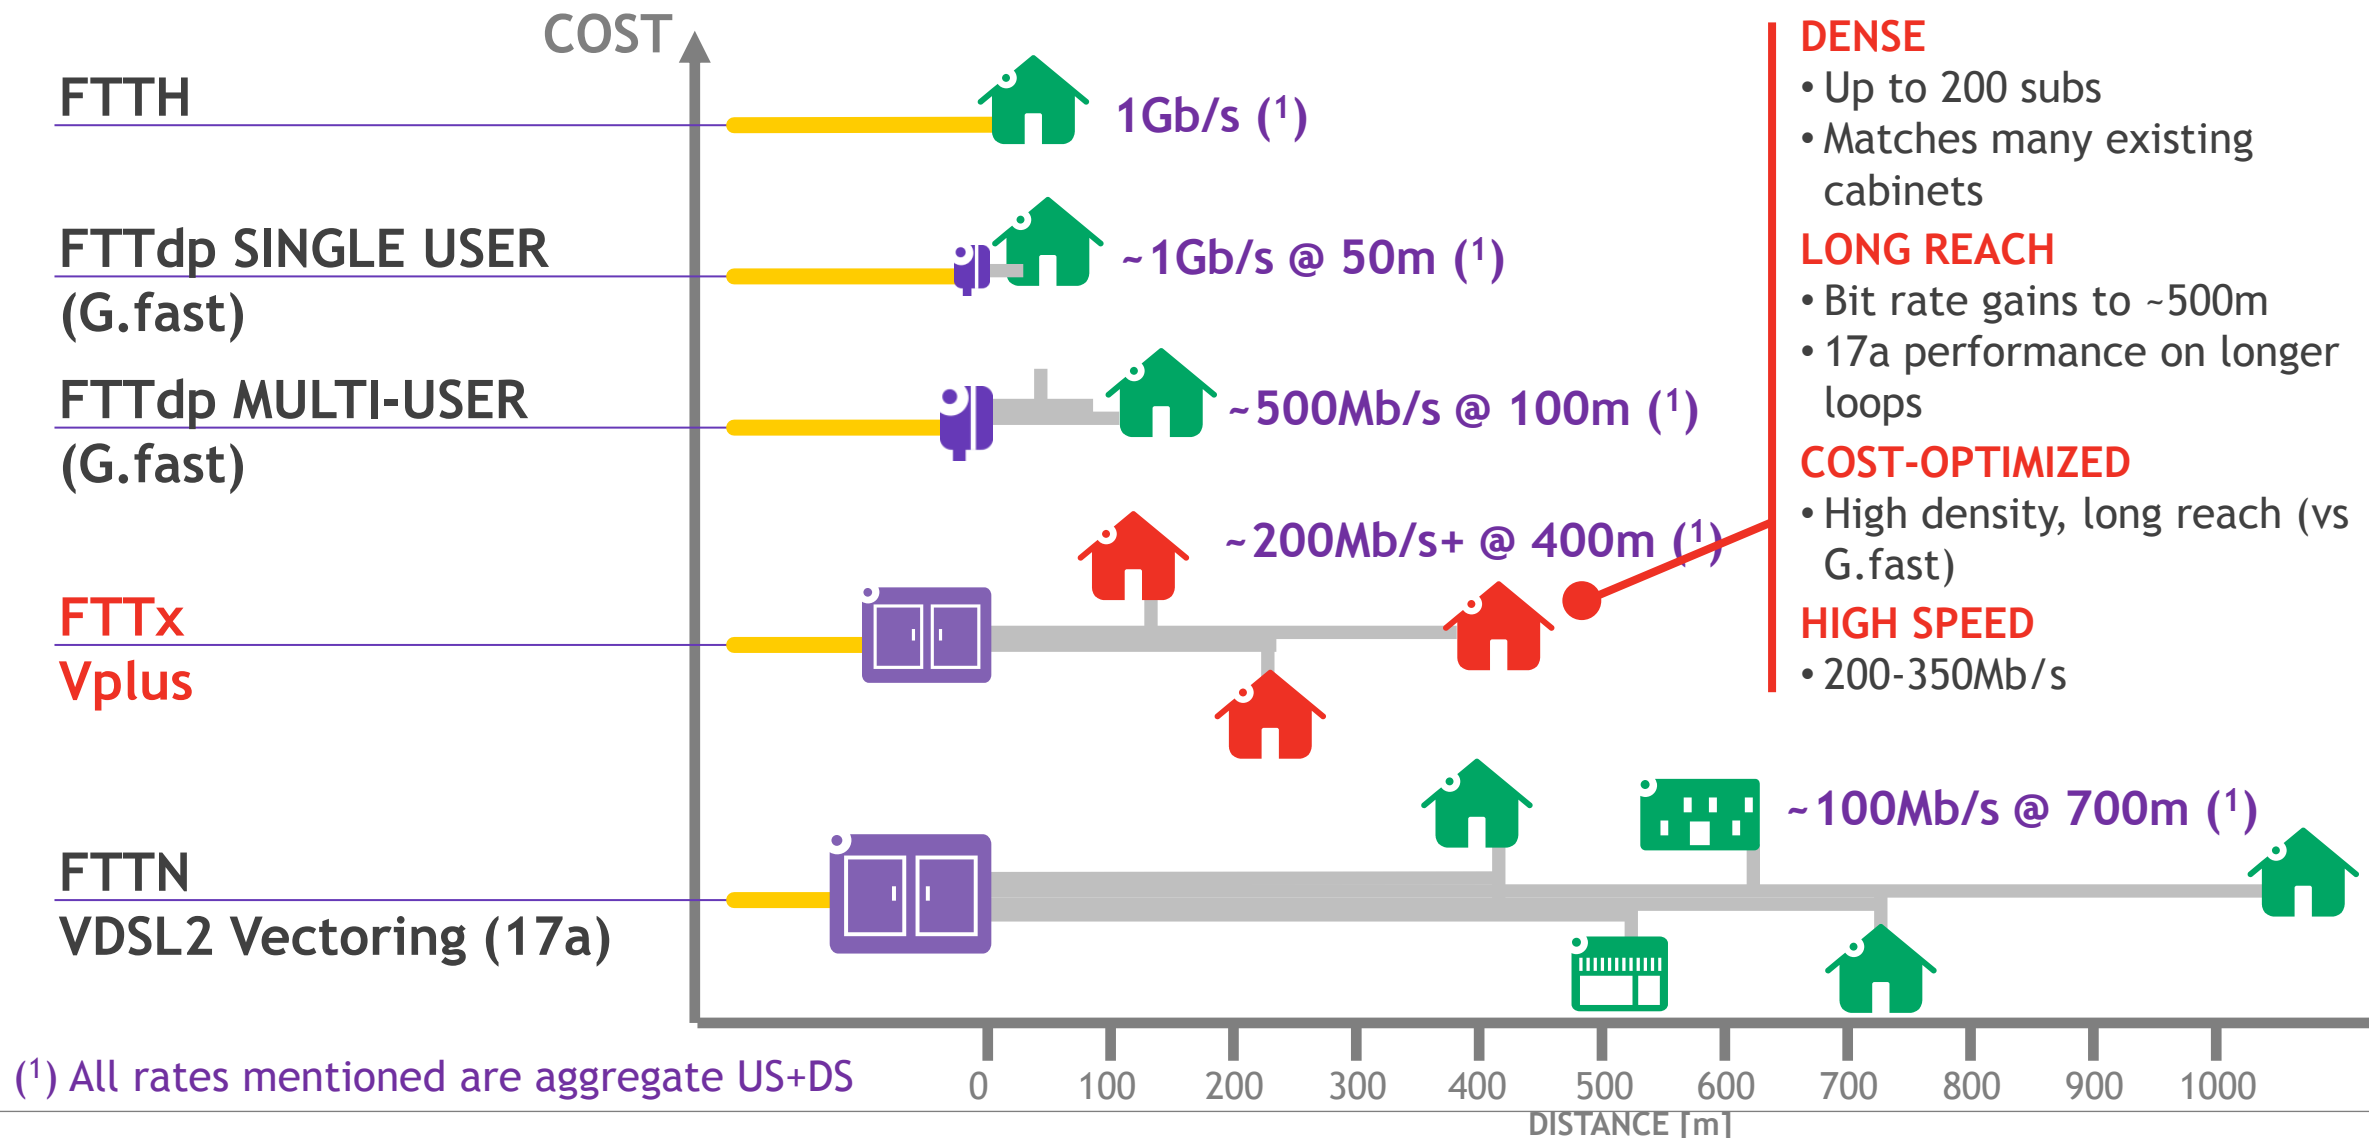 COST
FTTH
1Gb/s (¹)
FTTdp SINGLE USER
(G.fast)
~1Gb/s @ 50m (¹)
FTTdp MULTI-USER
(G.fast)
~500Mb/s @ 100m (¹)
~200Mb/s+ @ 400m (¹)
FTTx
Vplus
~100Mb/s @ 700m (¹)
FTTN
VDSL2 Vectoring (17a)
DENSE
• Up to 200 subs
• Matches many existing
cabinets
LONG REACH
• Bit rate gains to ~500m
• 17a performance on longer
loops
COST-OPTIMIZED
• High density, long reach (vs
G.fast)
HIGH SPEED
• 200-350Mb/s
0 100 200 300 400 500 600 700 800 900 1000
DISTANCE [m]
(¹) All rates mentioned are aggregate US+DS